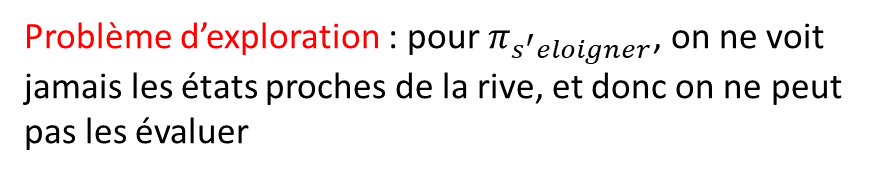 Problème d'exploration : pour π_{s'eloigner}, on ne voit
jamais les états proches de la rive, et donc on ne peut
pas les évaluer